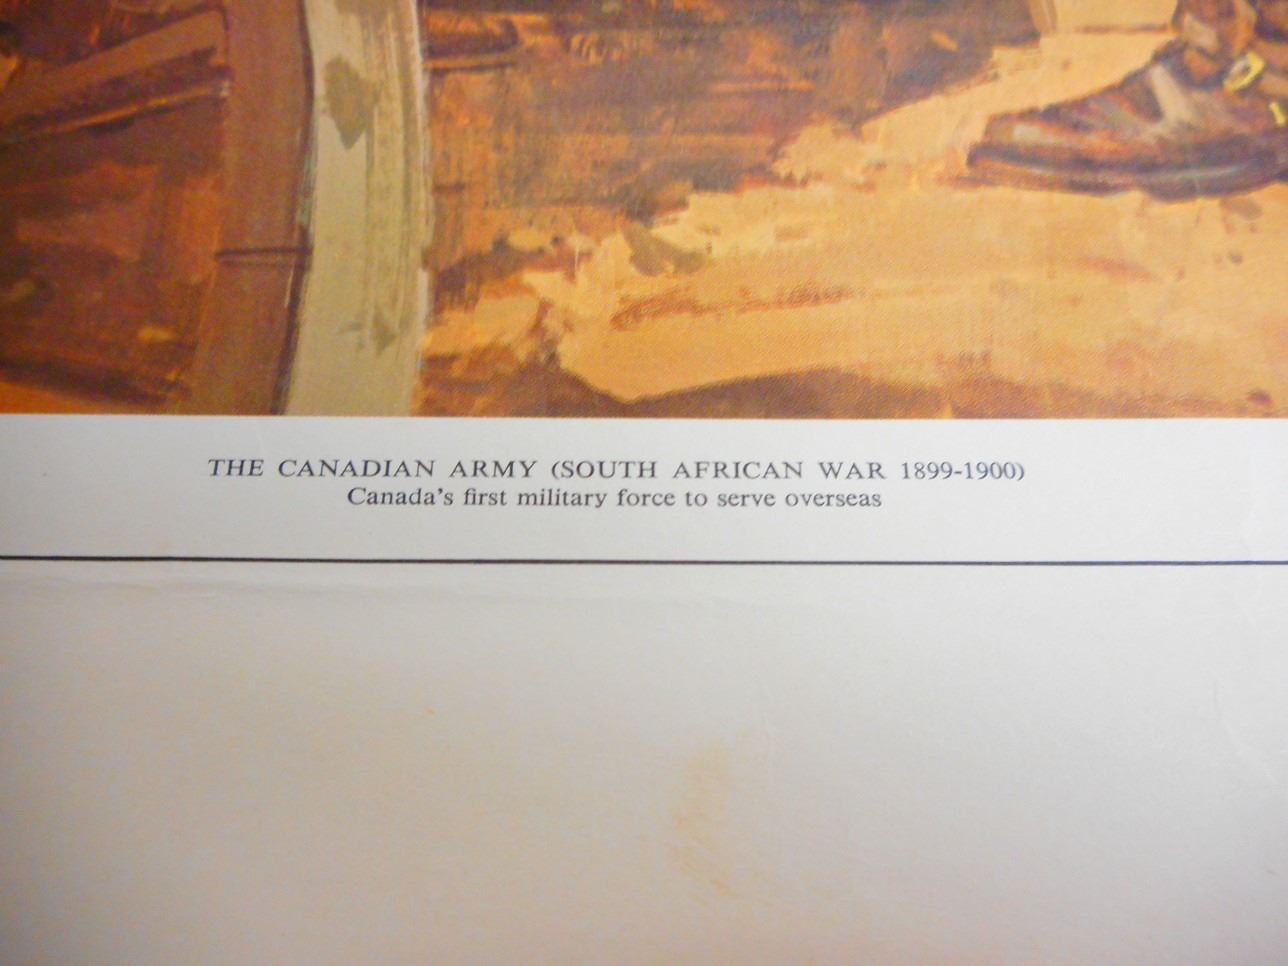 THE CANADIAN ARMY (SOUTH AFRICAN WAR 1899-1900)
Canada's first military force to serve overseas